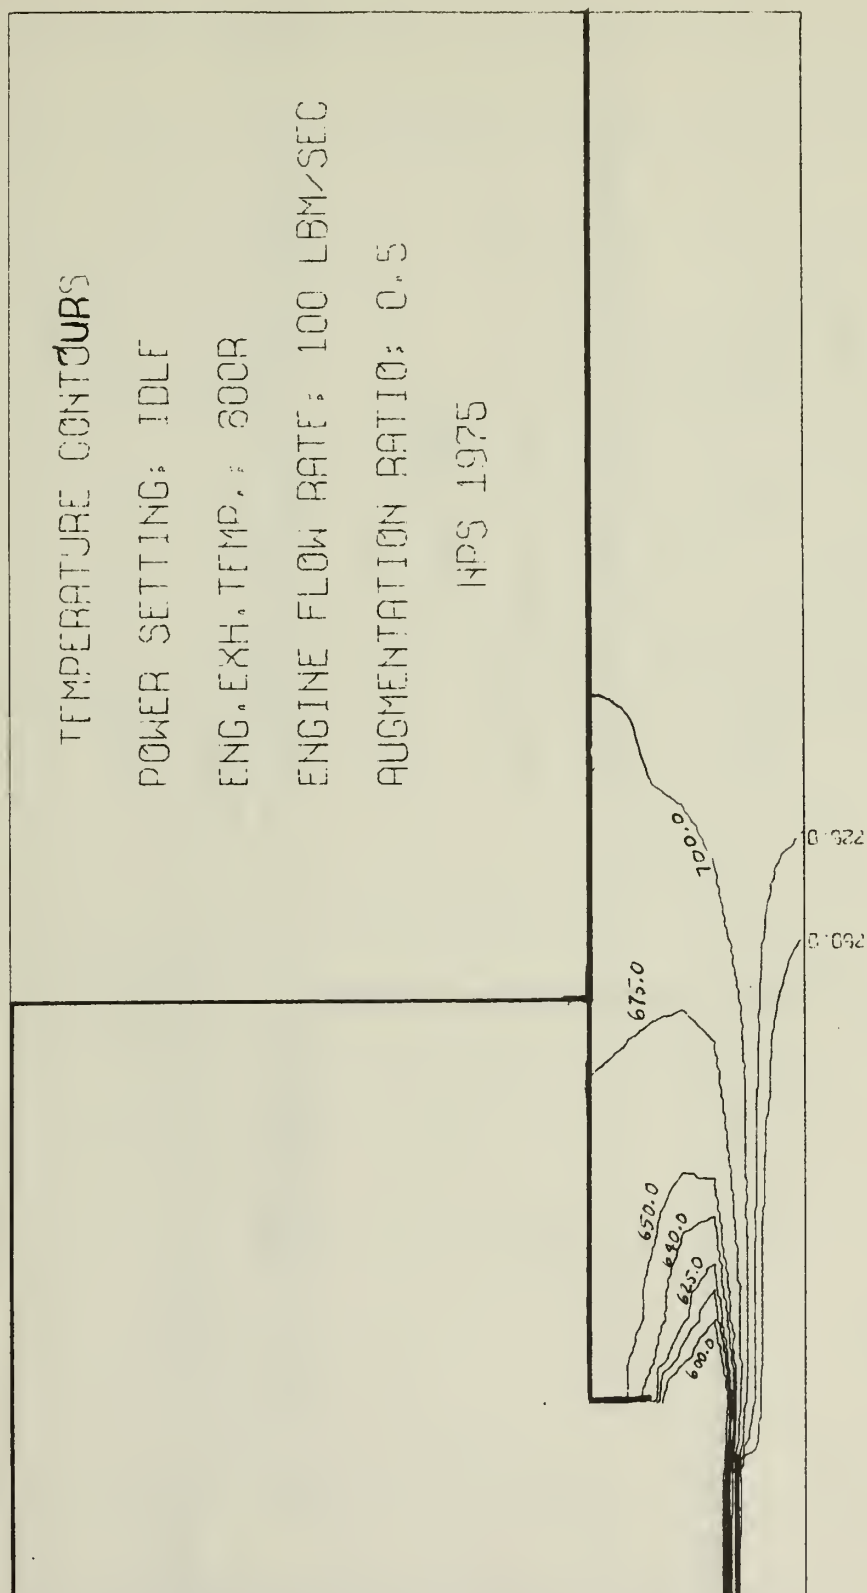 TEMPERATURE CONTOURS
POWER SETTING: IDLE
ENG.EXH.TEMP.: 800R
ENGINE FLOW RATE: 100 LBM/SEC
AUGMENTATION RATIO: 0.5
NPS 1975
700.0
675.0
650.0
640.0
625.0
600.0